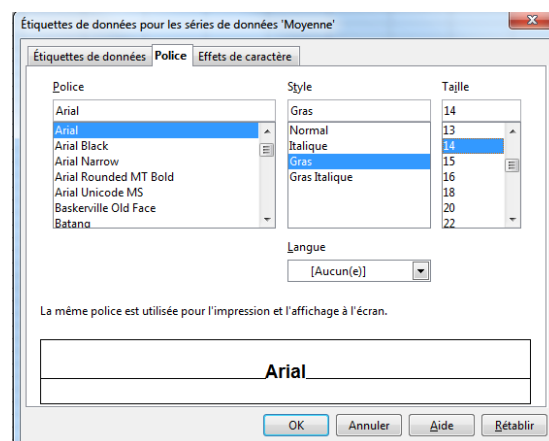 Étiquettes de données pour les séries de données 'Moyenne'
Étiquettes de données Police Effets de caractère
Police Style Taille
Arial Gras 14
Arial Normal 13
Arial Black Italique 14
Arial Narrow Gras 15
Arial Rounded MT Bold Gras Italique 16
Arial Unicode MS 18
Baskerville Old Face 20
Batang 22
Langue
[Aucun(e)]
La même police est utilisée pour l'impression et l'affichage à l'écran.
Arial
OK Annuler Aide Rétablir